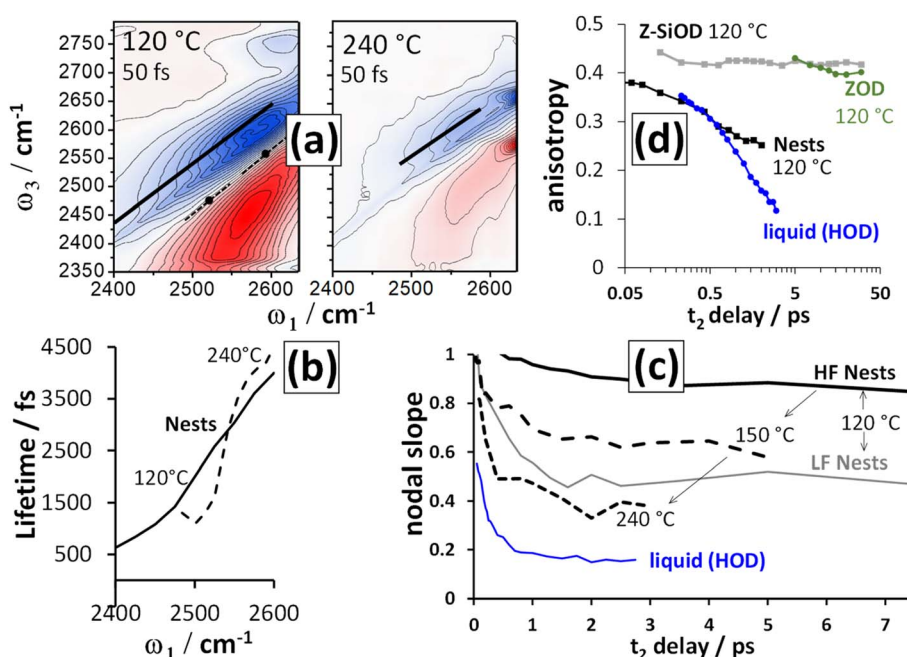 2750
2700
2650
2600
2550
2500
2450
2400
2350
ω3 / cm-1
120 °C
50 fs
(a)
240 °C
50 fs
2400
2500
2600
2400
2500
2600
ω1 / cm-1
0.5
0.4
0.3
0.2
0.1
0
anisotropy
Z-SiOD 120 °C
ZOD
120 °C
(d)
Nests
120 °C
liquid (HOD)
0.05
0.5
5
50
t2 delay / ps
4500
3500
2500
1500
500
Lifetime / fs
240°C
(b)
Nests
120°C
2400
2500
2600
ω1 / cm-1
1
0.8
0.6
0.4
0.2
0
nodal slope
(c)
HF Nests
150 °C
120 °C
LF Nests
240 °C
liquid (HOD)
0
1
2
3
4
5
6
7
t2 delay / ps